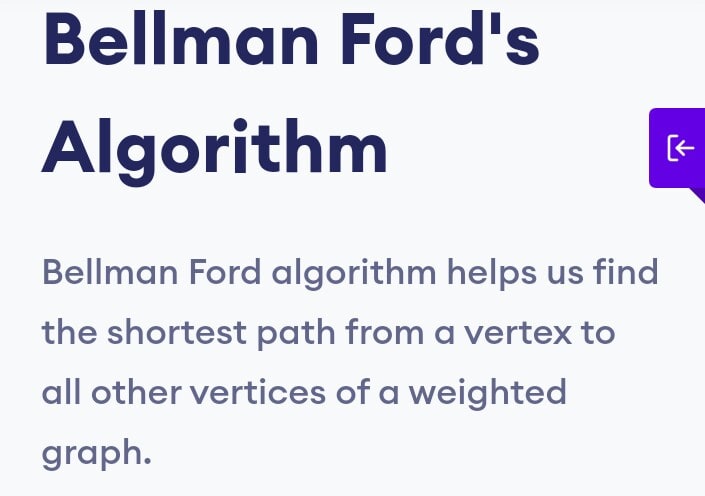 Bellman Ford's
Algorithm
Bellman Ford algorithm helps us find
the shortest path from a vertex to
all other vertices of a weighted
graph.